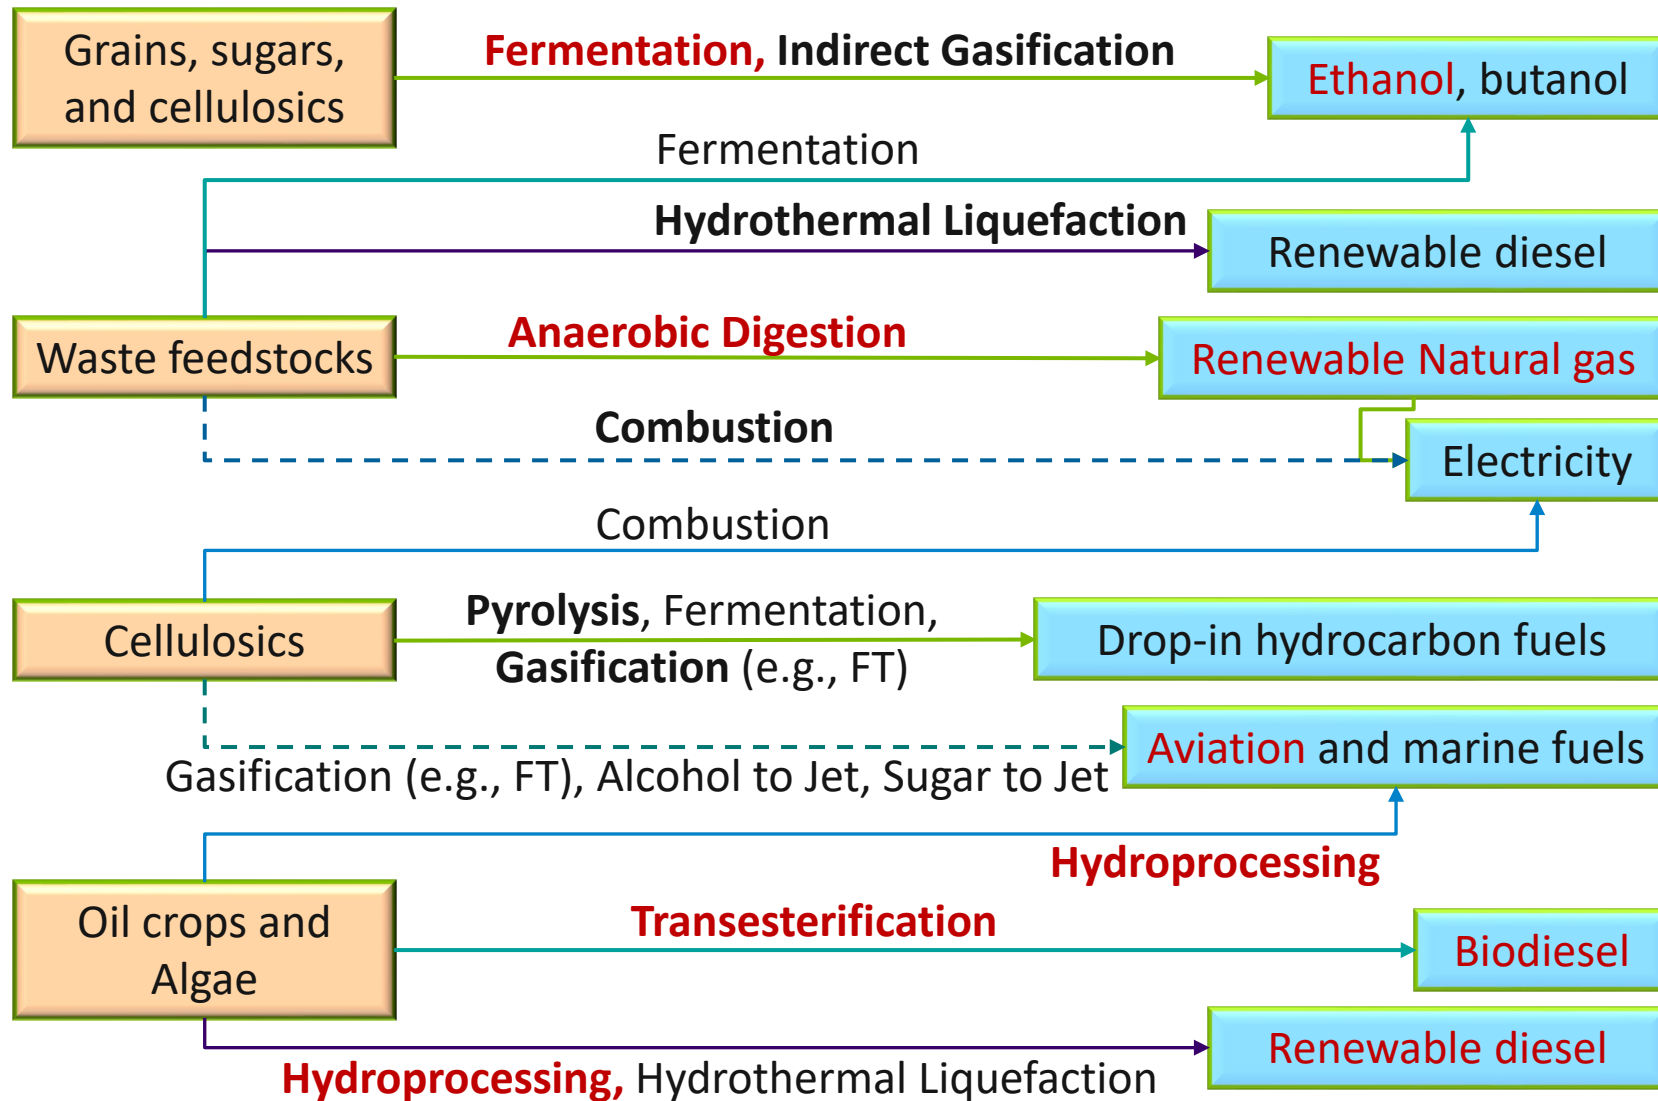 Grains, sugars,
and cellulosics
Fermentation, Indirect Gasification
Ethanol, butanol
Fermentation
Hydrothermal Liquefaction
Renewable diesel
Waste feedstocks
Anaerobic Digestion
Renewable Natural gas
Combustion
Electricity
Combustion
Cellulosics
Pyrolysis, Fermentation,
Gasification (e.g., FT)
Drop-in hydrocarbon fuels
Gasification (e.g., FT), Alcohol to Jet, Sugar to Jet
Aviation and marine fuels
Hydroprocessing
Oil crops and
Algae
Transesterification
Biodiesel
Hydroprocessing, Hydrothermal Liquefaction
Renewable diesel